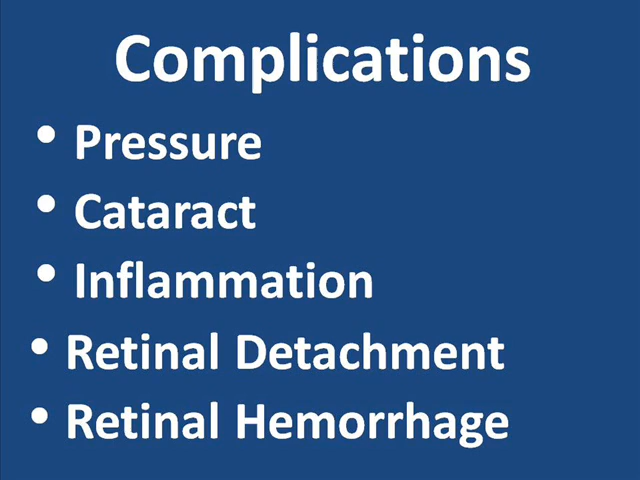 Complications
• Pressure
• Cataract
• Inflammation
• Retinal Detachment
• Retinal Hemorrhage